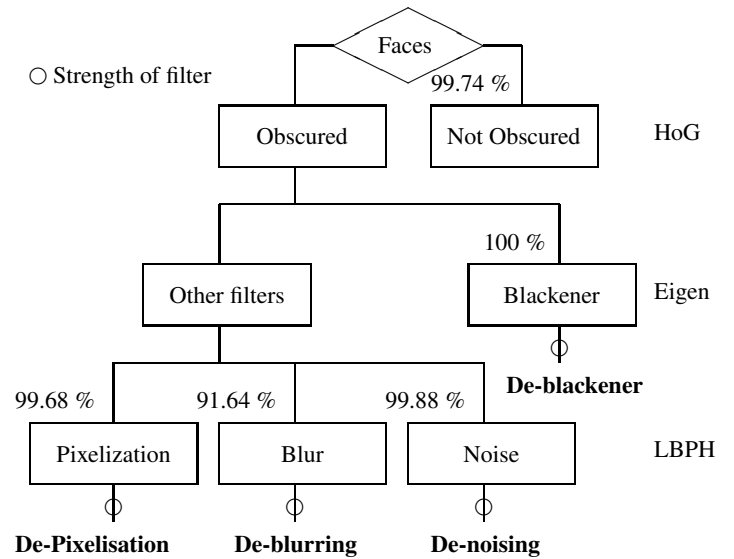 Faces
Strength of filter
99.74 %
Obscured
Not Obscured
HoG
100 %
Other filters
Blackener
Eigen
De-blackener
99.68 %
91.64 %
99.88 %
Pixelization
Blur
Noise
LBPH
De-Pixelisation
De-blurring
De-noising